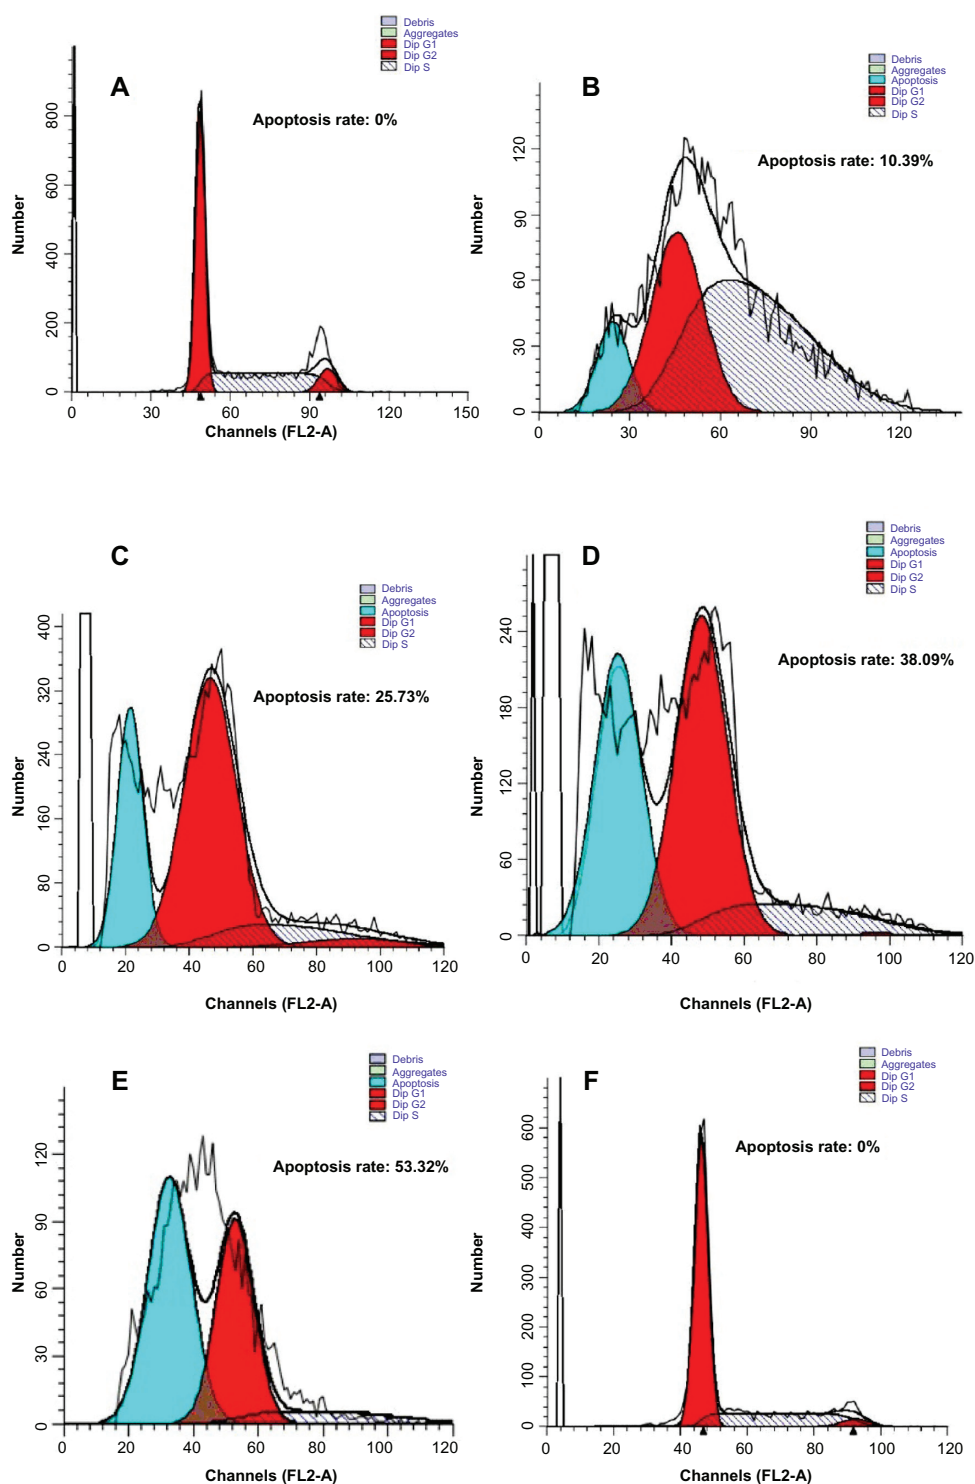 A
Debris
Aggregates
Dip G1
Dip G2
Dip S
Apoptosis rate: 0%
Number
800
600
400
200
0
0 30 60 90 120 150
Channels (FL2-A)
B
Debris
Aggregates
Apoptosis
Dip G1
Dip G2
Dip S
Apoptosis rate: 10.39%
Number
120
90
60
30
0
0 30 60 90 120
C
Debris
Aggregates
Apoptosis
Dip G1
Dip G2
Dip S
Apoptosis rate: 25.73%
Number
400
320
240
160
80
0
0 20 40 60 80 100 120
Channels (FL2-A)
D
Debris
Aggregates
Apoptosis
Dip G1
Dip G2
Dip S
Apoptosis rate: 38.09%
Number
240
180
120
60
0
0 20 40 60 80 100 120
Channels (FL2-A)
E
Debris
Aggregates
Apoptosis
Dip G1
Dip G2
Dip S
Apoptosis rate: 53.32%
Number
120
90
60
30
0
0 20 40 60 80 100 120
Channels (FL2-A)
F
Debris
Aggregates
Dip G1
Dip G2
Dip S
Apoptosis rate: 0%
Number
600
500
400
300
200
100
0
0 20 40 60 80 100 120
Channels (FL2-A)